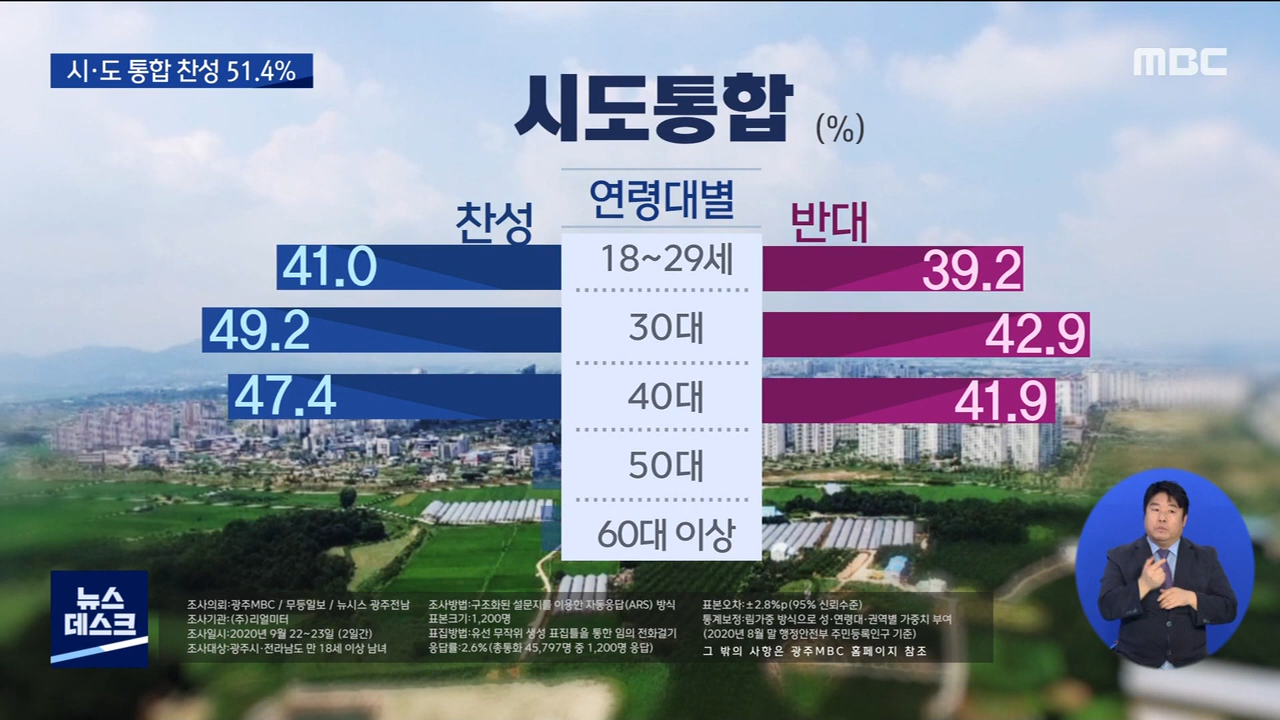 시·도 통합 찬성 51.4%
MBC
시도통합 (%)
찬성 연령대별 반대
41.0 18~29세 39.2
49.2 30대 42.9
47.4 40대 41.9
50대
60대 이상
뉴스
데스크
조사의뢰:광주MBC / 무등일보 / 뉴시스 광주전남
조사기관:(주)리얼미터
조사일시:2020년 9월 22~23일 (2일간)
조사대상:광주시·전라남도 만 18세 이상 남녀
조사방법:구조화된 설문지를 이용한 자동응답(ARS) 방식
표본크기:1,200명
표집방법:유선 무작위 생성 표집틀을 통한 임의 전화걸기
응답률:2.6%(총통화 45,797명 중 1,200명 응답)
표본오차:±2.8%p(95% 신뢰수준)
통계보정:림가중 방식으로 성·연령대·권역별 가중치 부여
(2020년 8월 말 행정안전부 주민등록인구 기준)
그 밖의 사항은 광주MBC 홈페이지 참조